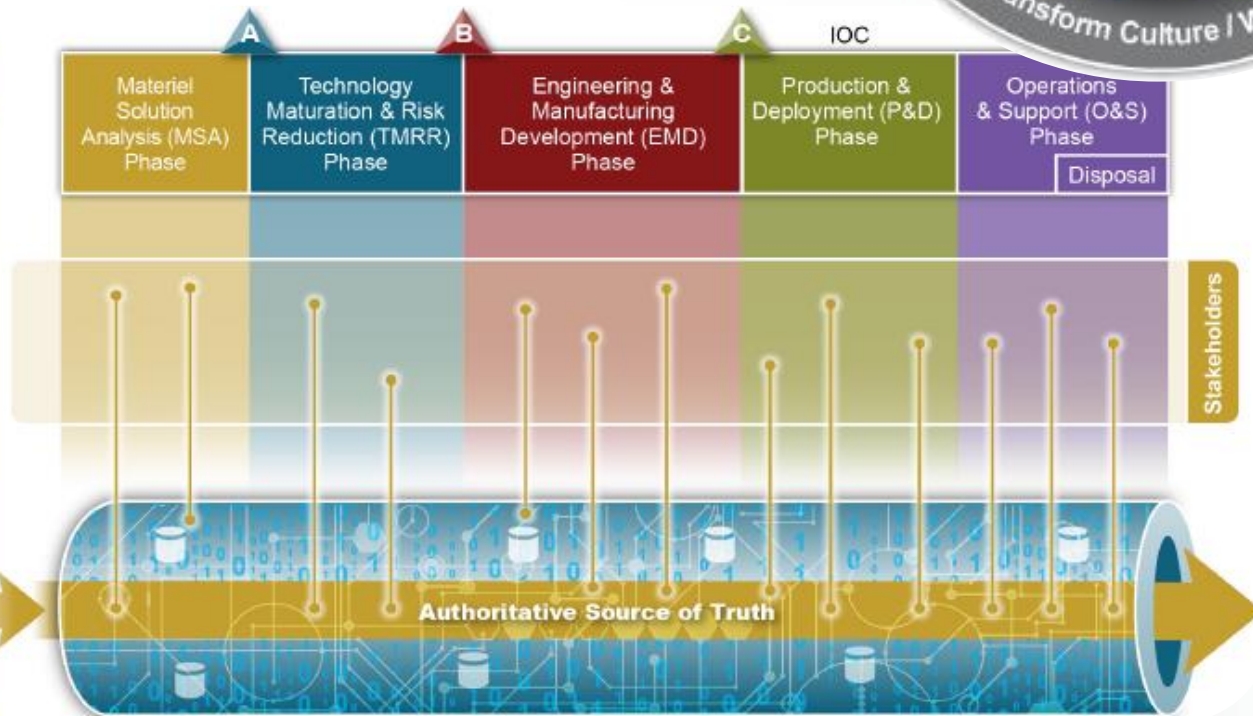 Transform Culture / W
A
B
C
IOC
Materiel
Solution
Analysis (MSA)
Phase
Technology
Maturation & Risk
Reduction (TMRR)
Phase
Engineering &
Manufacturing
Development (EMD)
Phase
Production &
Deployment (P&D)
Phase
Operations
& Support (O&S)
Phase
Disposal
Stakeholders
Authoritative Source of Truth